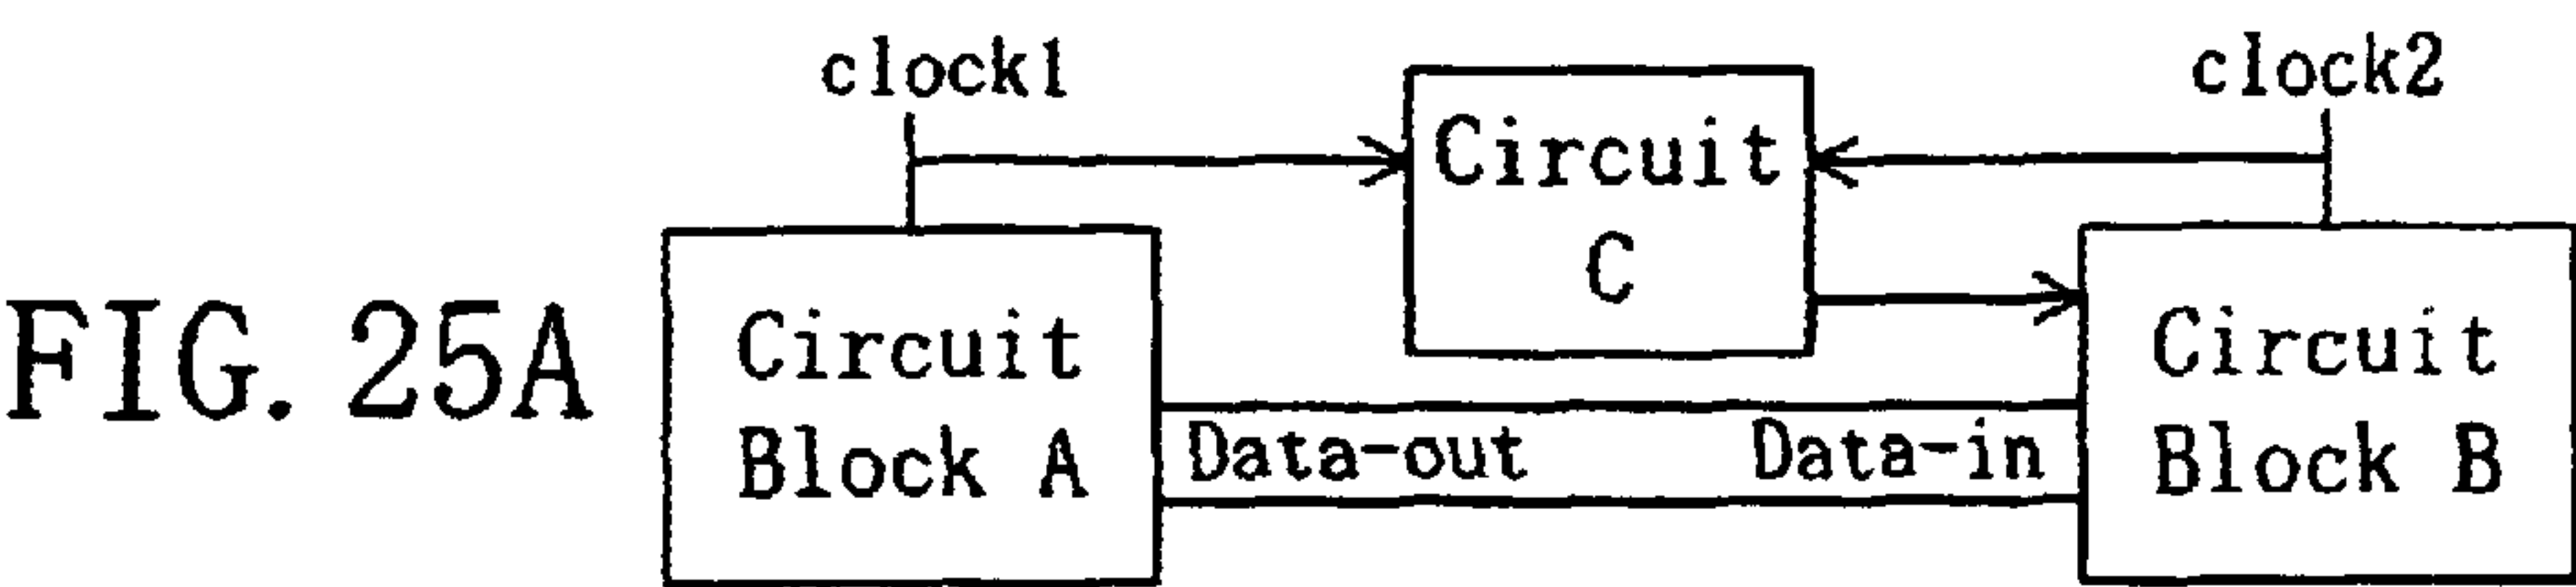 FIG. 25A
clock1
Circuit
C
clock2
Circuit
Block A
Data-out
Data-in
Circuit
Block B